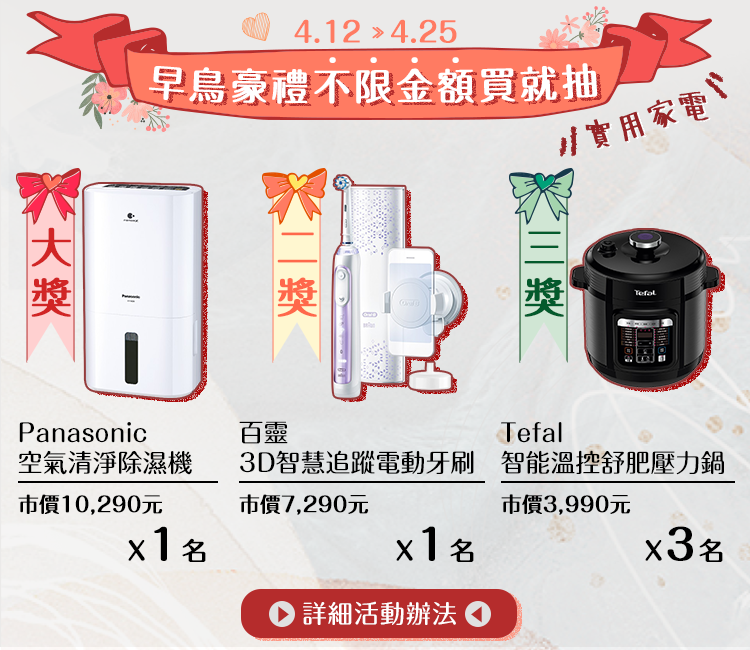 4.12 » 4.25
早鳥豪禮不限金額買就抽
實用家電
大獎
二獎
三獎
Panasonic
Tefal
Panasonic
空氣清淨除濕機
市價10,290元
x1名
百靈
3D智慧追蹤電動牙刷
市價7,290元
x1名
Tefal
智能溫控舒肥壓力鍋
市價3,990元
x3名
詳細活動辦法